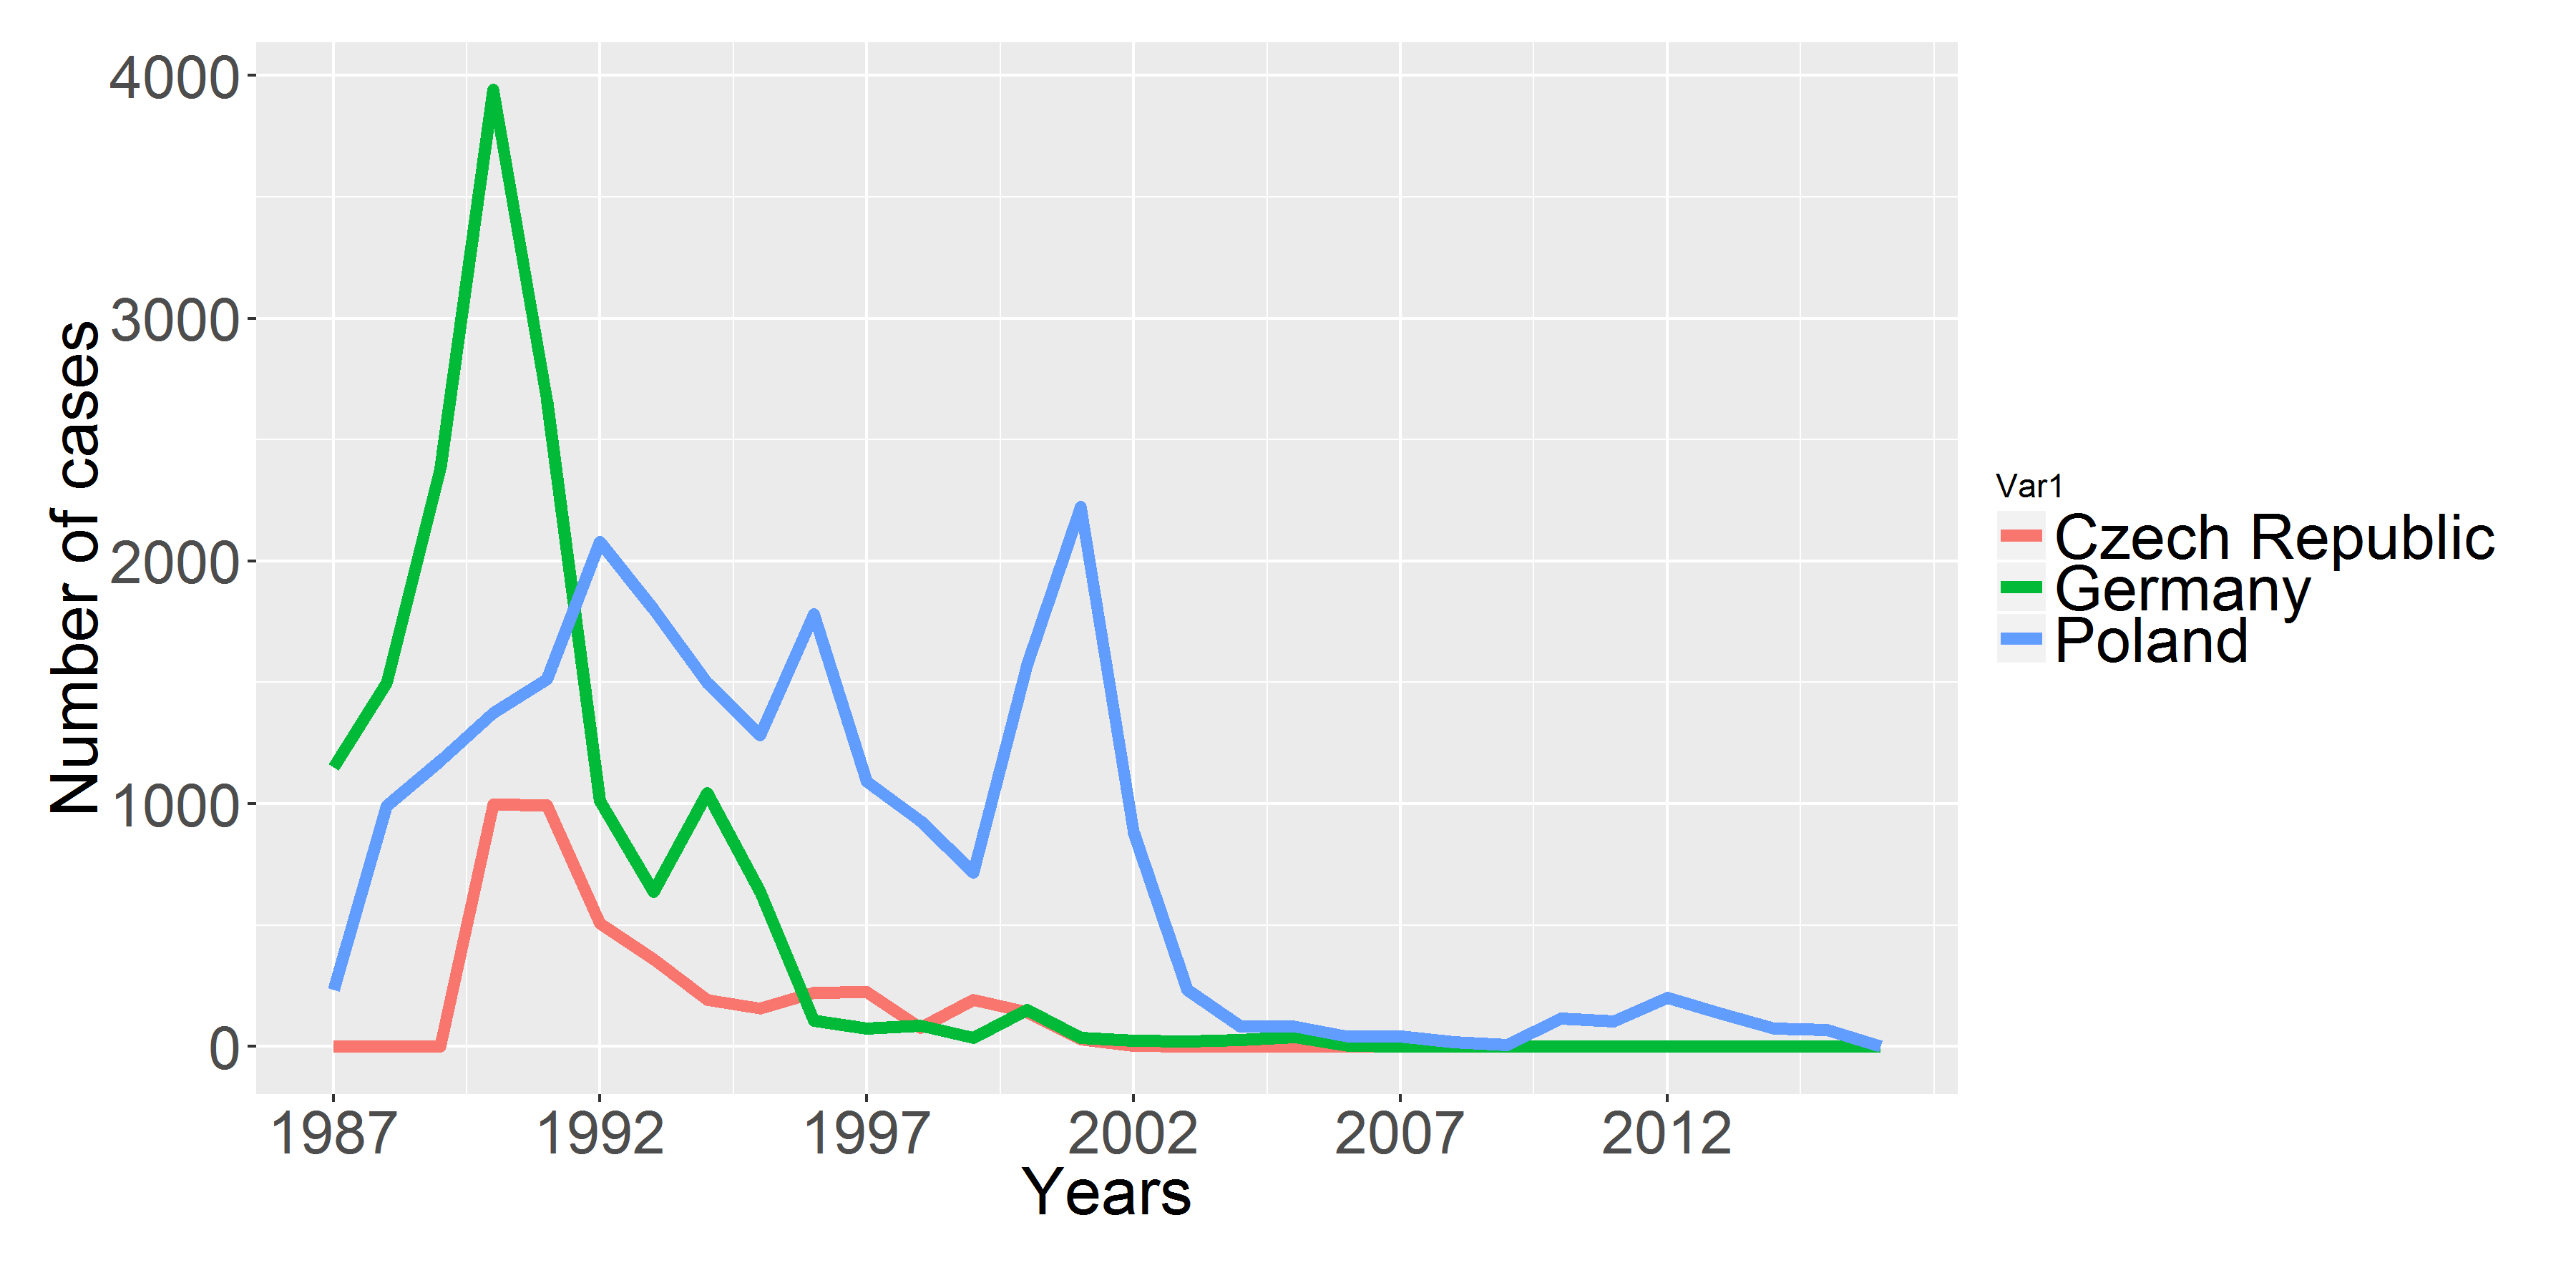 Number of cases
4000
3000
2000
1000
0
1987 1992 1997 2002 2007 2012
Years
Var1
Czech Republic
Germany
Poland